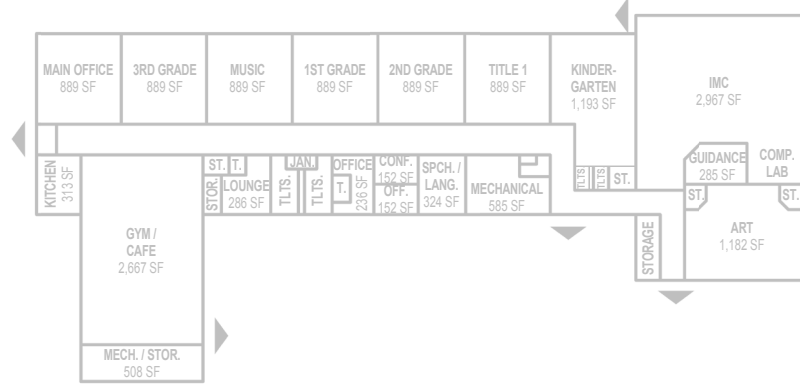 MAIN OFFICE
889 SF
3RD GRADE
889 SF
MUSIC
889 SF
1ST GRADE
889 SF
2ND GRADE
889 SF
TITLE 1
889 SF
KINDER-
GARTEN
1,193 SF
IMC
2,967 SF
KITCHEN
313 SF
ST.
T.
STOR.
LOUNGE
286 SF
TLTS.
JAN.
TLTS.
OFFICE
236 SF
T.
CONF.
152 SF
OFF.
152 SF
SPCH. /
LANG.
324 SF
MECHANICAL
585 SF
TLTS
TLTS
ST.
GUIDANCE
285 SF
COMP.
LAB
ST.
ST.
ART
1,182 SF
STORAGE
GYM /
CAFE
2,667 SF
MECH. / STOR.
508 SF